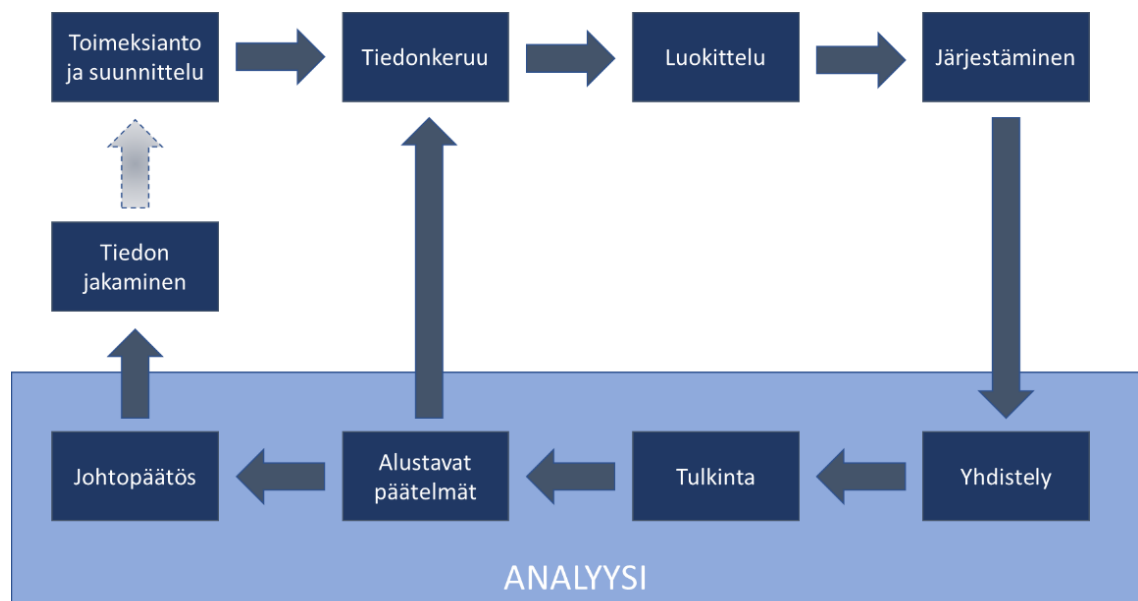 Toimeksianto
ja suunnittelu
Tiedonkeruu
Luokittelu
Järjestäminen
Tiedon
jakaminen
Johtopäätös
Alustavat
päätelmät
Tulkinta
Yhdistely
ANALYYSI